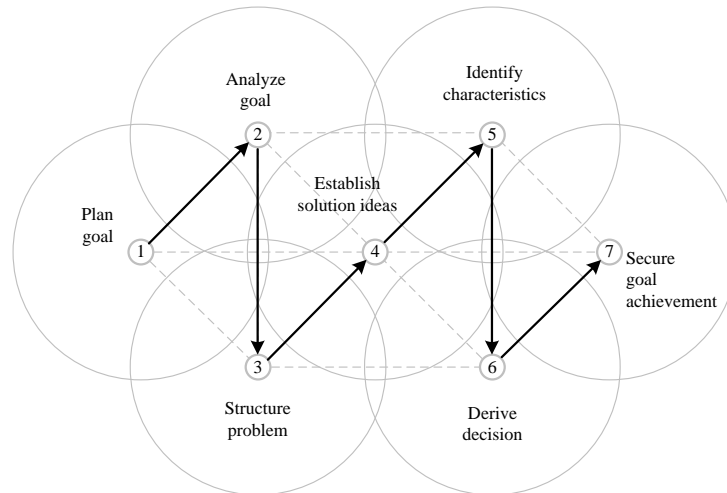 Analyze
goal
Identify
characteristics
2
5
Establish
solution ideas
Plan
goal
1
4
7
Secure
goal
achievement
3
6
Structure
problem
Derive
decision